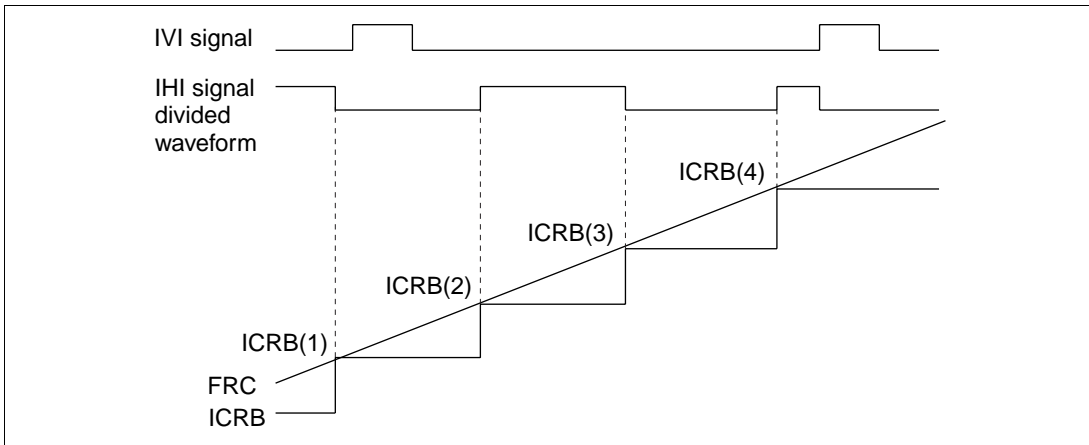 IVI signal
IHI signal
divided
waveform
ICRB(4)
ICRB(3)
ICRB(2)
ICRB(1)
FRC
ICRB